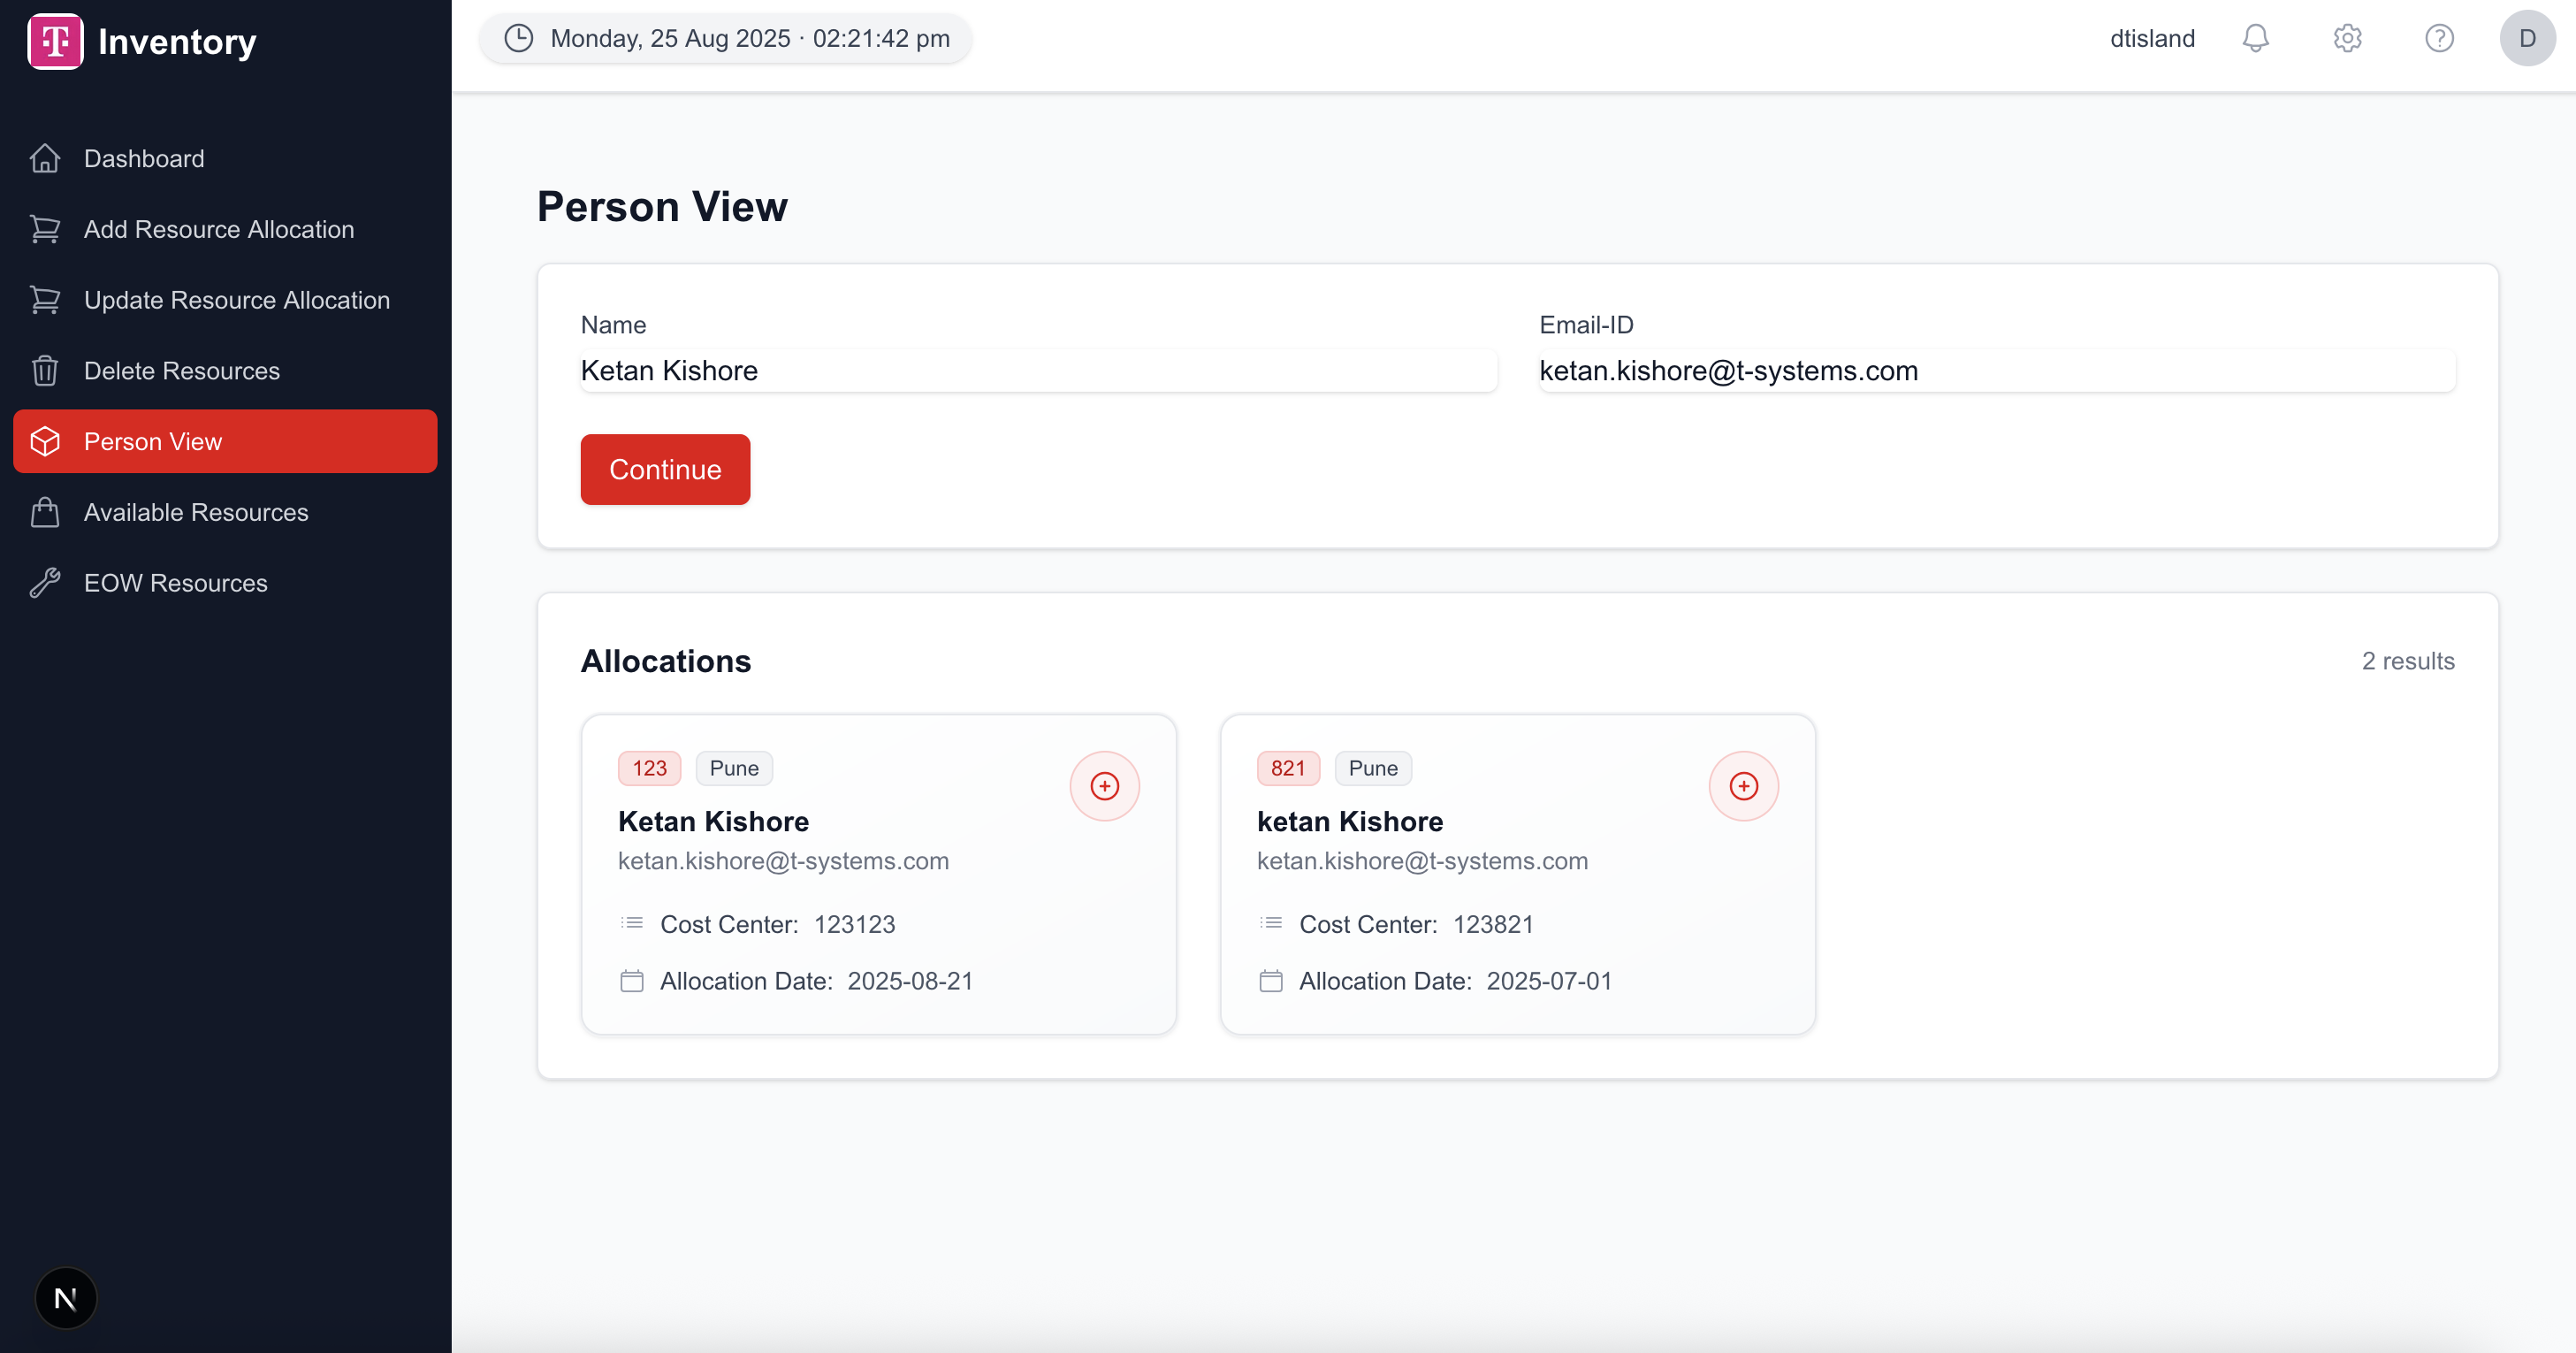 T Inventory
Monday, 25 Aug 2025 · 02:21:42 pm
dtisland
D
Dashboard
Add Resource Allocation
Update Resource Allocation
Delete Resources
Person View
Available Resources
EOW Resources
N
Person View
Name
Ketan Kishore
Email-ID
ketan.kishore@t-systems.com
Continue
Allocations
2 results
123 Pune
Ketan Kishore
ketan.kishore@t-systems.com
Cost Center: 123123
Allocation Date: 2025-08-21
821 Pune
ketan Kishore
ketan.kishore@t-systems.com
Cost Center: 123821
Allocation Date: 2025-07-01